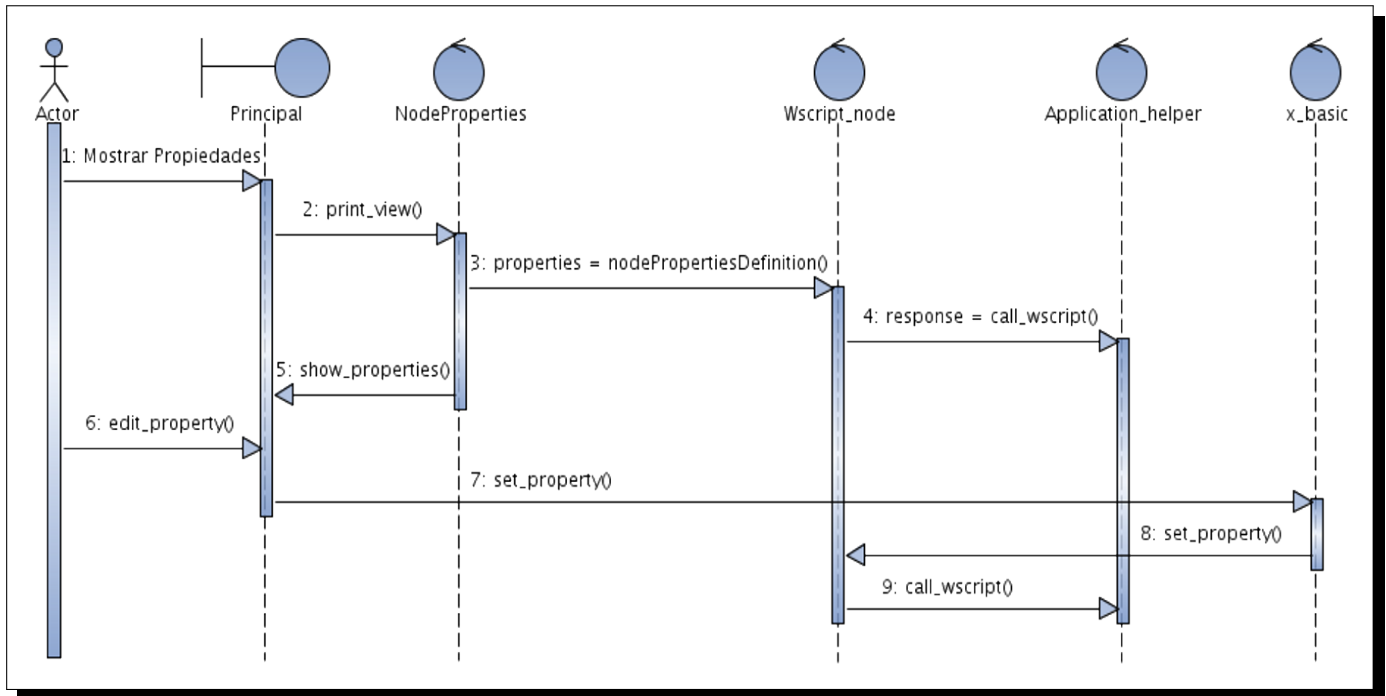 Actor
Principal
NodeProperties
Wscript_node
Application_helper
x_basic
1: Mostrar Propiedades
2: print_view()
3: properties = nodePropertiesDefinition()
4: response = call_wscript()
5: show_properties()
6: edit_property()
7: set_property()
8: set_property()
9: call_wscript()